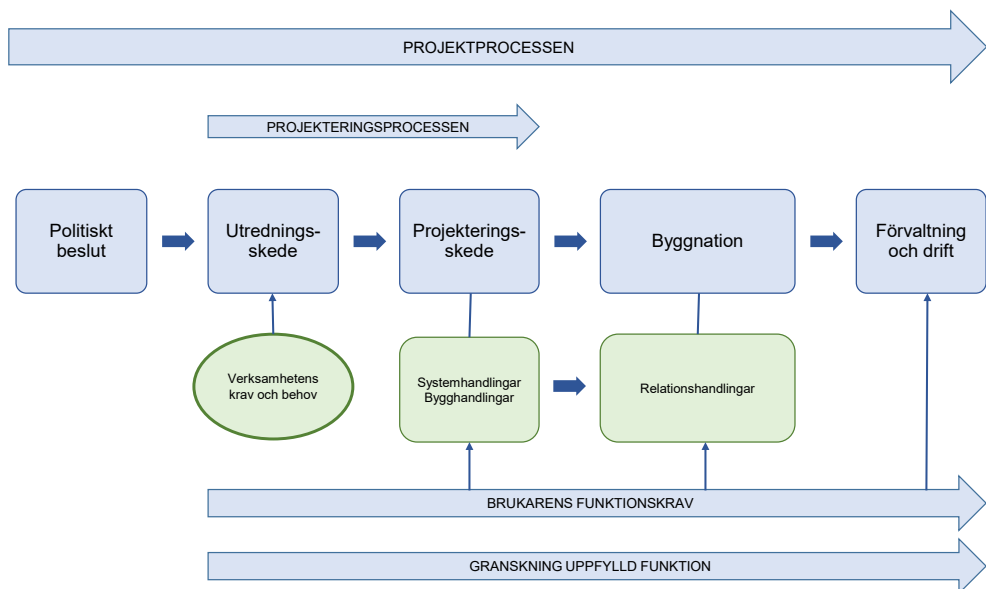 PROJEKTPROCESSEN
PROJEKTERINGSPROCESSEN
Politiskt
beslut
Utrednings-
skede
Projekterings-
skede
Byggnation
Förvaltning
och drift
Verksamhetens
krav och behov
Systemhandlingar
Bygghandlingar
Relationshandlingar
BRUKARENS FUNKTIONSKRAV
GRANSKNING UPPFYLLD FUNKTION